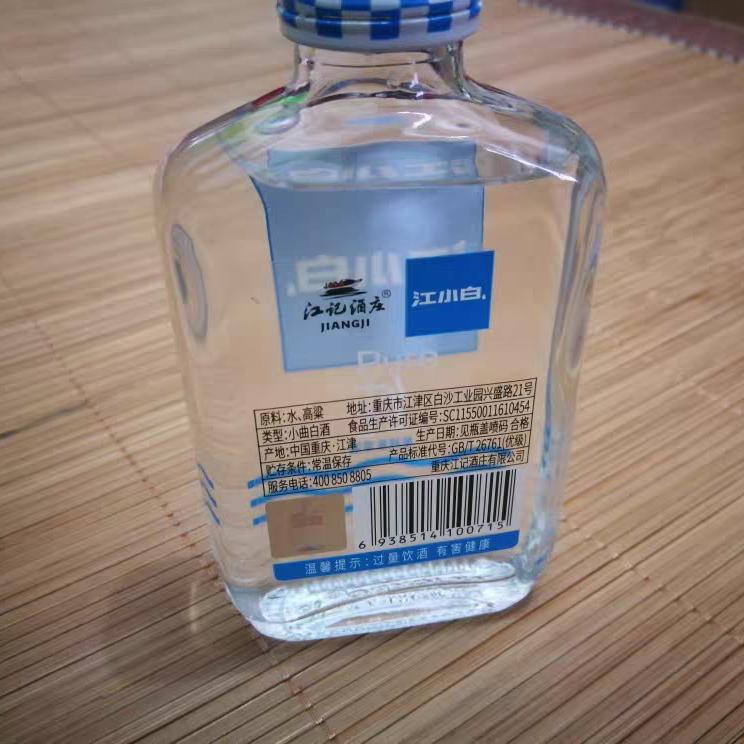 江小白
江记酒庄®
JIANGJI
江小白
Pure
原料:水、高粱 地址:重庆市江津区白沙工业园兴盛路21号
类型:小曲白酒 食品生产许可证编号:SC11550011610454
产地:中国重庆·江津 生产日期:见瓶盖喷码 合格
贮存条件:常温保存 产品标准代号:GB/T 26761(优级)
服务电话:400 850 8805 重庆江记酒庄有限公司
6 938514 100715
温馨提示:过量饮酒 有害健康